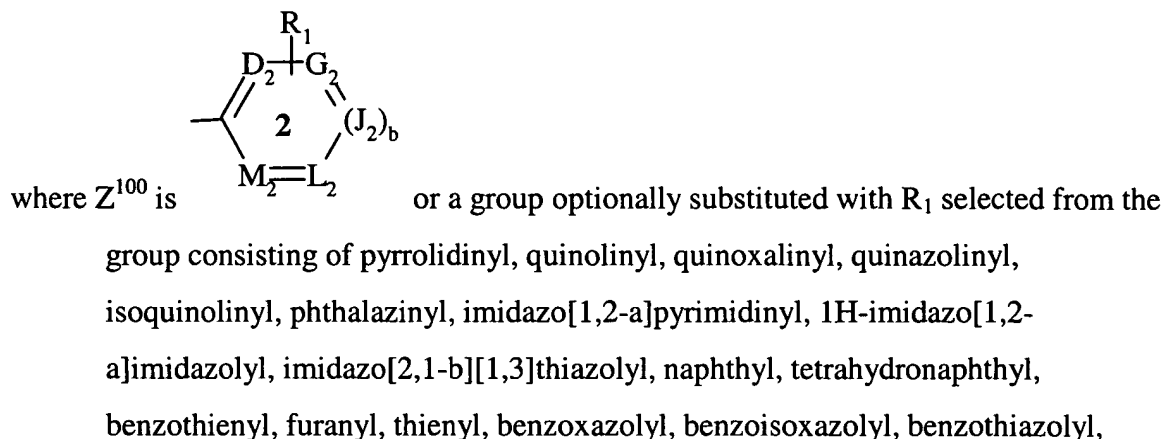 R₁
D₂ G₂
2 (J₂)b
M₂ L₂
where Z¹⁰⁰ is or a group optionally substituted with R₁ selected from the
group consisting of pyrrolidinyl, quinolinyl, quinoxalinyl, quinazolinyl,
isoquinolinyl, phthalazinyl, imidazo[1,2-a]pyrimidinyl, 1H-imidazo[1,2-
a]imidazolyl, imidazo[2,1-b][1,3]thiazolyl, naphthyl, tetrahydronaphthyl,
benzothienyl, furanyl, thienyl, benzoxazolyl, benzoisoxazolyl, benzothiazolyl,